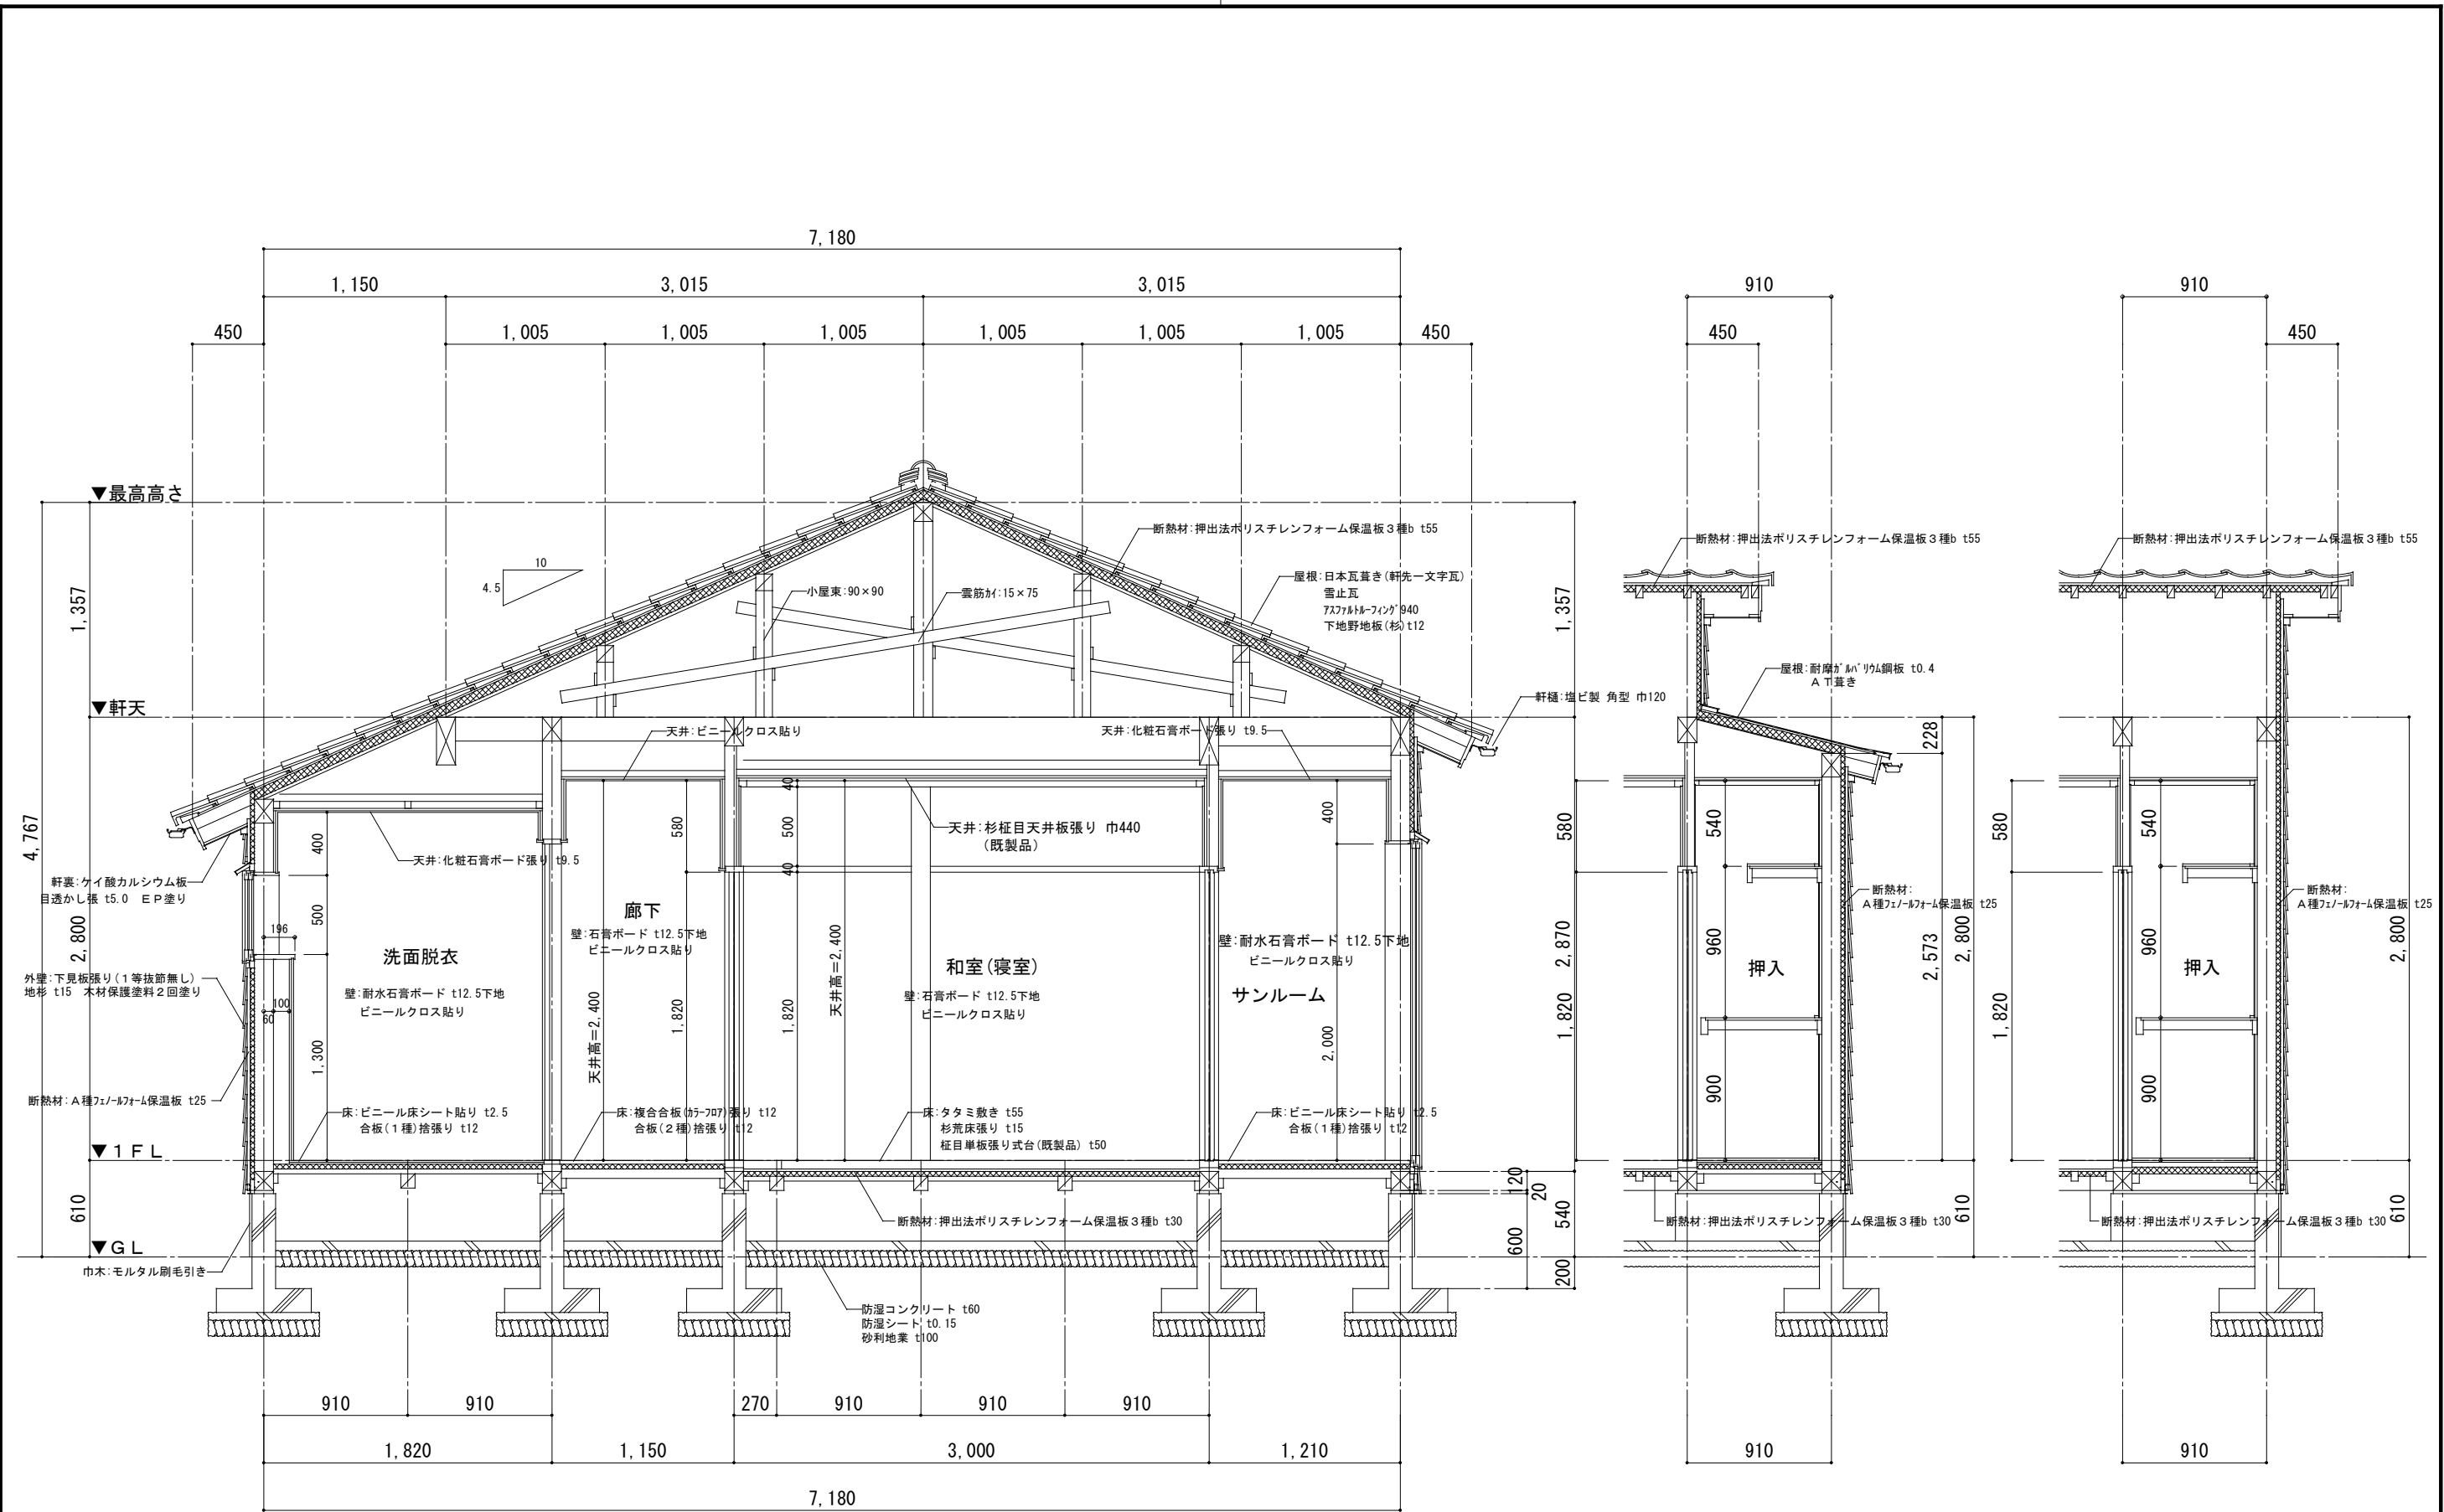 7,180
1,150
3,015
3,015
910
910
450
1,005
1,005
1,005
1,005
1,005
1,005
450
450
450
▼最高高さ
断熱材:押出法ポリスチレンフォーム保温板3種b t55
断熱材:押出法ポリスチレンフォーム保温板3種b t55
断熱材:押出法ポリスチレンフォーム保温板3種b t55
10
4.5
小屋束:90×90
雲筋カイ:15×75
屋根:日本瓦葺き(軒先一文字瓦)
雪止瓦
アスファルトルーフィング940
下地野地板(杉)t12
1,357
1,357
屋根:耐摩ガルバリウム鋼板 t0.4
AT葺き
軒樋:塩ビ製 角型 巾120
▼軒天
天井:ビニールクロス貼り
天井:化粧石膏ボード張り t9.5
228
4,767
2,800
400
天井:化粧石膏ボード張り t9.5
580
40
500
40
天井:杉柾目天井板張り 巾440
(既製品)
400
580
540
580
540
軒裏:ケイ酸カルシウム板
目透かし張 t5.0 EP塗り
500
196
断熱材:
A種フェノールフォーム保温板 t25
断熱材:
A種フェノールフォーム保温板 t25
廊下
壁:石膏ボード t12.5下地
ビニールクロス貼り
洗面脱衣
壁:耐水石膏ボード t12.5下地
ビニールクロス貼り
和室(寝室)
壁:石膏ボード t12.5下地
ビニールクロス貼り
壁:耐水石膏ボード t12.5下地
ビニールクロス貼り
サンルーム
外壁:下見板張り(1等抜節無し)
地杉 t15 木材保護塗料2回塗り
100
60
1,300
天井高=2,400
1,820
1,820
天井高=2,400
2,000
2,870
1,820
960
押入
900
2,573
2,800
1,820
960
押入
900
2,800
断熱材:A種フェノールフォーム保温板 t25
床:ビニール床シート貼り t2.5
合板(1種)捨張り t12
床:複合合板(カラーフロア)張り t12
合板(2種)捨張り t12
床:タタミ敷き t55
杉荒床張り t15
柾目単板張り式台(既製品) t50
床:ビニール床シート貼り t2.5
合板(1種)捨張り t12
▼1FL
610
120
20
540
600
200
610
610
断熱材:押出法ポリスチレンフォーム保温板3種b t30
断熱材:押出法ポリスチレンフォーム保温板3種b t30
断熱材:押出法ポリスチレンフォーム保温板3種b t30
▼GL
巾木:モルタル刷毛引き
防湿コンクリート t60
防湿シート t0.15
砂利地業 t100
910
910
270
910
910
910
1,820
1,150
3,000
1,210
910
910
7,180